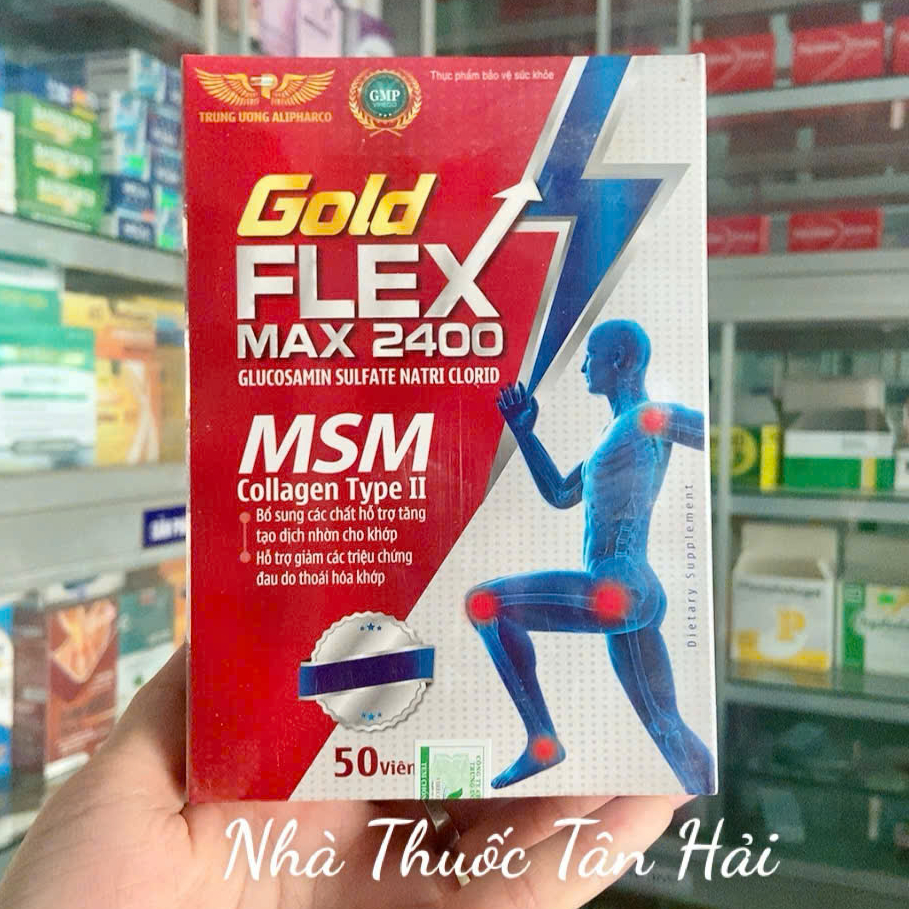 Thực phẩm bảo vệ sức khỏe
TRUNG ƯƠNG ALIPHARCO
GMP
Gold
FLEX
MAX 2400
GLUCOSAMIN SULFATE NATRI CLORID
MSM
Collagen Type II
Bổ sung các chất hỗ trợ tăng
tạo dịch nhờn cho khớp
Hỗ trợ giảm các triệu chứng
đau do thoái hóa khớp
Dietary Supplement
50 viên
Nhà Thuốc Tân Hải